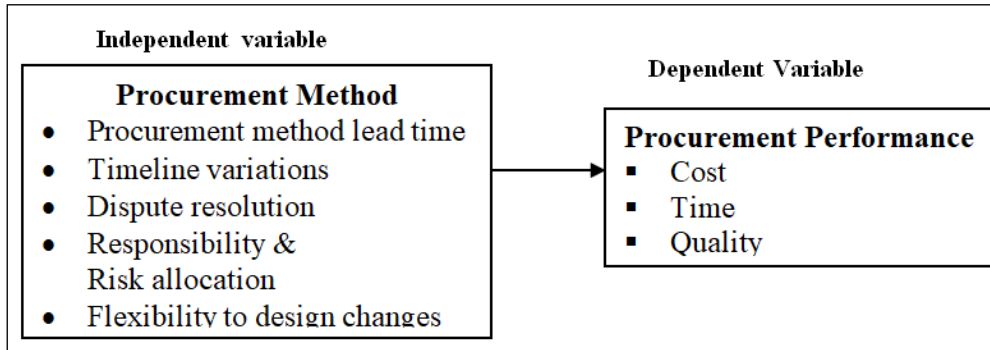 Independent variable
Procurement Method
• Procurement method lead time
• Timeline variations
• Dispute resolution
• Responsibility &
Risk allocation
• Flexibility to design changes
Dependent Variable
Procurement Performance
▪ Cost
▪ Time
▪ Quality